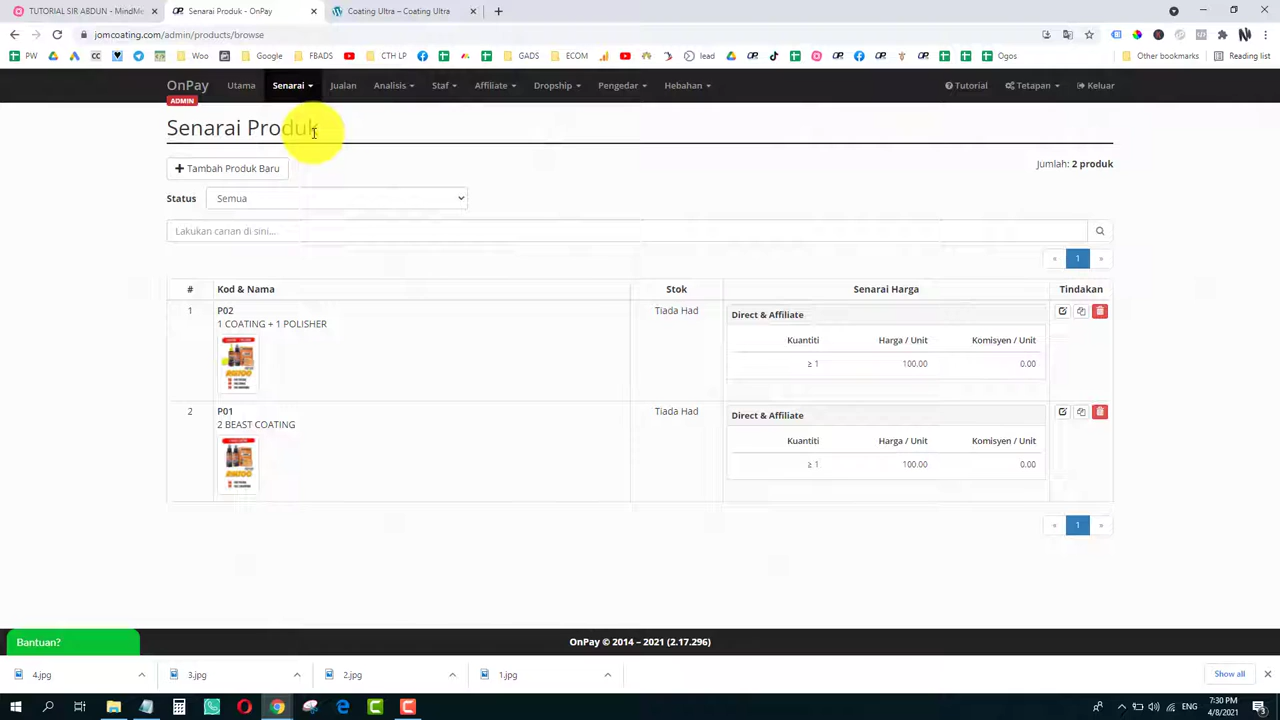 TUTORIAL SIR ABDUN - MindMe
Senarai Produk - OnPay
Coating Ultra – Coating Ultra
jomcoating.com/admin/products/browse
PW
CC
Woo
Google
FBADS
CTH LP
GADS
ECOM
lead
OP.
Ogos
Other bookmarks
Reading list
OnPay
ADMIN
Utama
Senarai
Jualan
Analisis
Staf
Affiliate
Dropship
Pengedar
Hebahan
Tutorial
Tetapan
Keluar
Senarai Produk
Tambah Produk Baru
Jumlah: 2 produk
Status
Semua
Lakukan carian di sini...
« 1 »
# Kod & Nama Stok Senarai Harga Tindakan
1 P02 Tiada Had Direct & Affiliate
1 COATING + 1 POLISHER
Kuantiti Harga / Unit Komisyen / Unit
≥ 1 100.00 0.00
2 P01 Tiada Had Direct & Affiliate
2 BEAST COATING
Kuantiti Harga / Unit Komisyen / Unit
≥ 1 100.00 0.00
« 1 »
Bantuan?
OnPay © 2014 – 2021 (2.17.296)
4.jpg
3.jpg
2.jpg
1.jpg
Show all
ENG
7:30 PM
4/8/2021